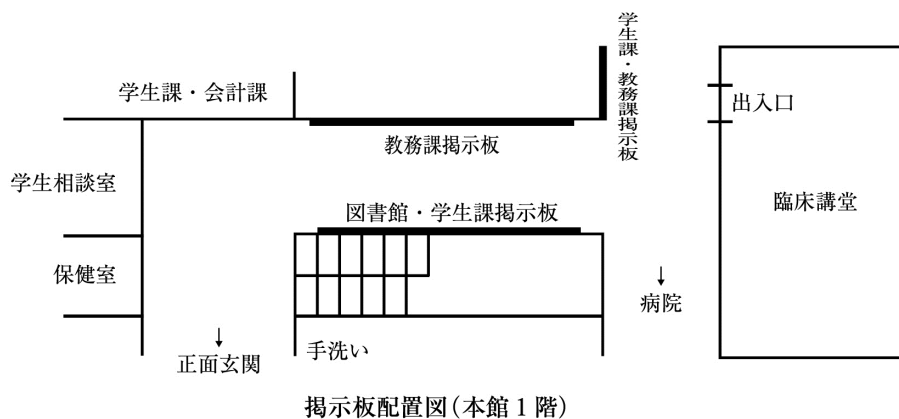 学生課・会計課
学生課・教務課掲示板
出入口
教務課掲示板
学生相談室
図書館・学生課掲示板
臨床講堂
保健室
↓
病院
↓
正面玄関
手洗い
掲示板配置図(本館1階)